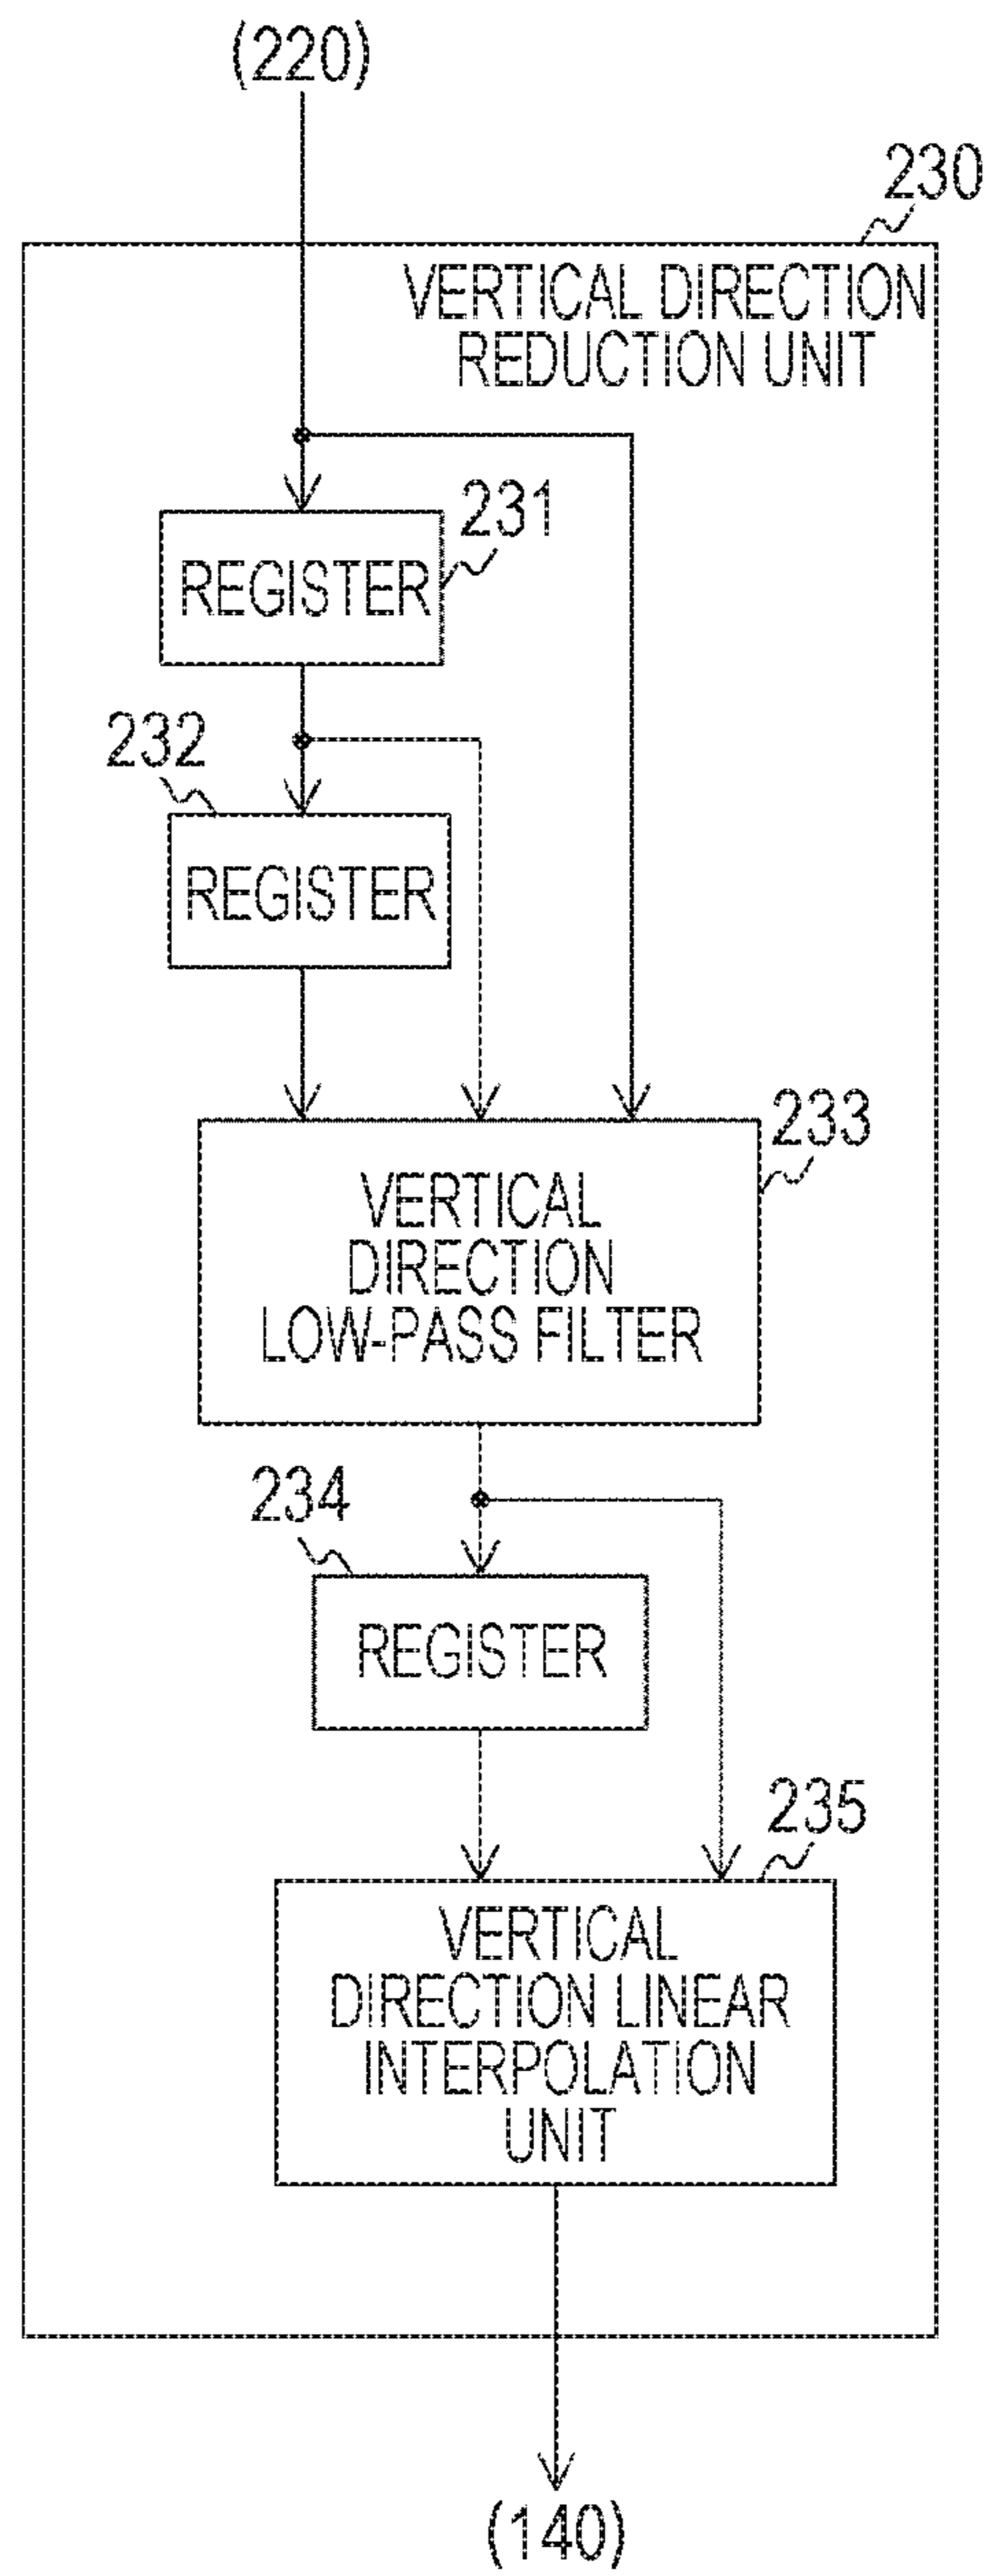 (220)
230
VERTICAL DIRECTION
REDUCTION UNIT
231
REGISTER
232
REGISTER
233
VERTICAL
DIRECTION
LOW-PASS FILTER
234
REGISTER
235
VERTICAL
DIRECTION LINEAR
INTERPOLATION
UNIT
(140)